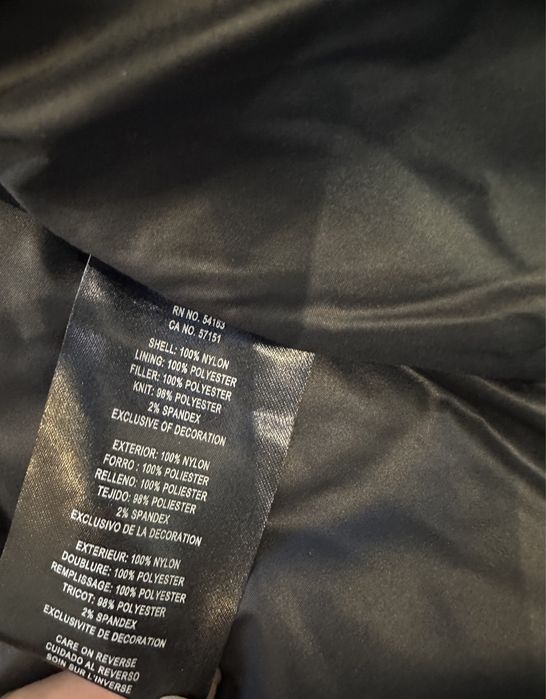 RN NO. 54163
CA NO. 57151
SHELL: 100% NYLON
LINING: 100% POLYESTER
FILLER: 100% POLYESTER
KNIT: 98% POLYESTER
2% SPANDEX
EXCLUSIVE OF DECORATION
EXTERIOR: 100% NYLON
FORRO : 100% POLIESTER
RELLENO: 100% POLIESTER
TEJIDO: 98% POLIESTER
2% SPANDEX
EXCLUSIVO DE LA DECORATION
EXTERIEUR: 100% NYLON
DOUBLURE: 100% POLYESTER
REMPLISSAGE: 100% POLYESTER
TRICOT: 98% POLYESTER
2% SPANDEX
EXCLUSIVITE DE DECORATION
CARE ON REVERSE
CUIDADO AL REVERSO
SOIN SUR L'INVERSE